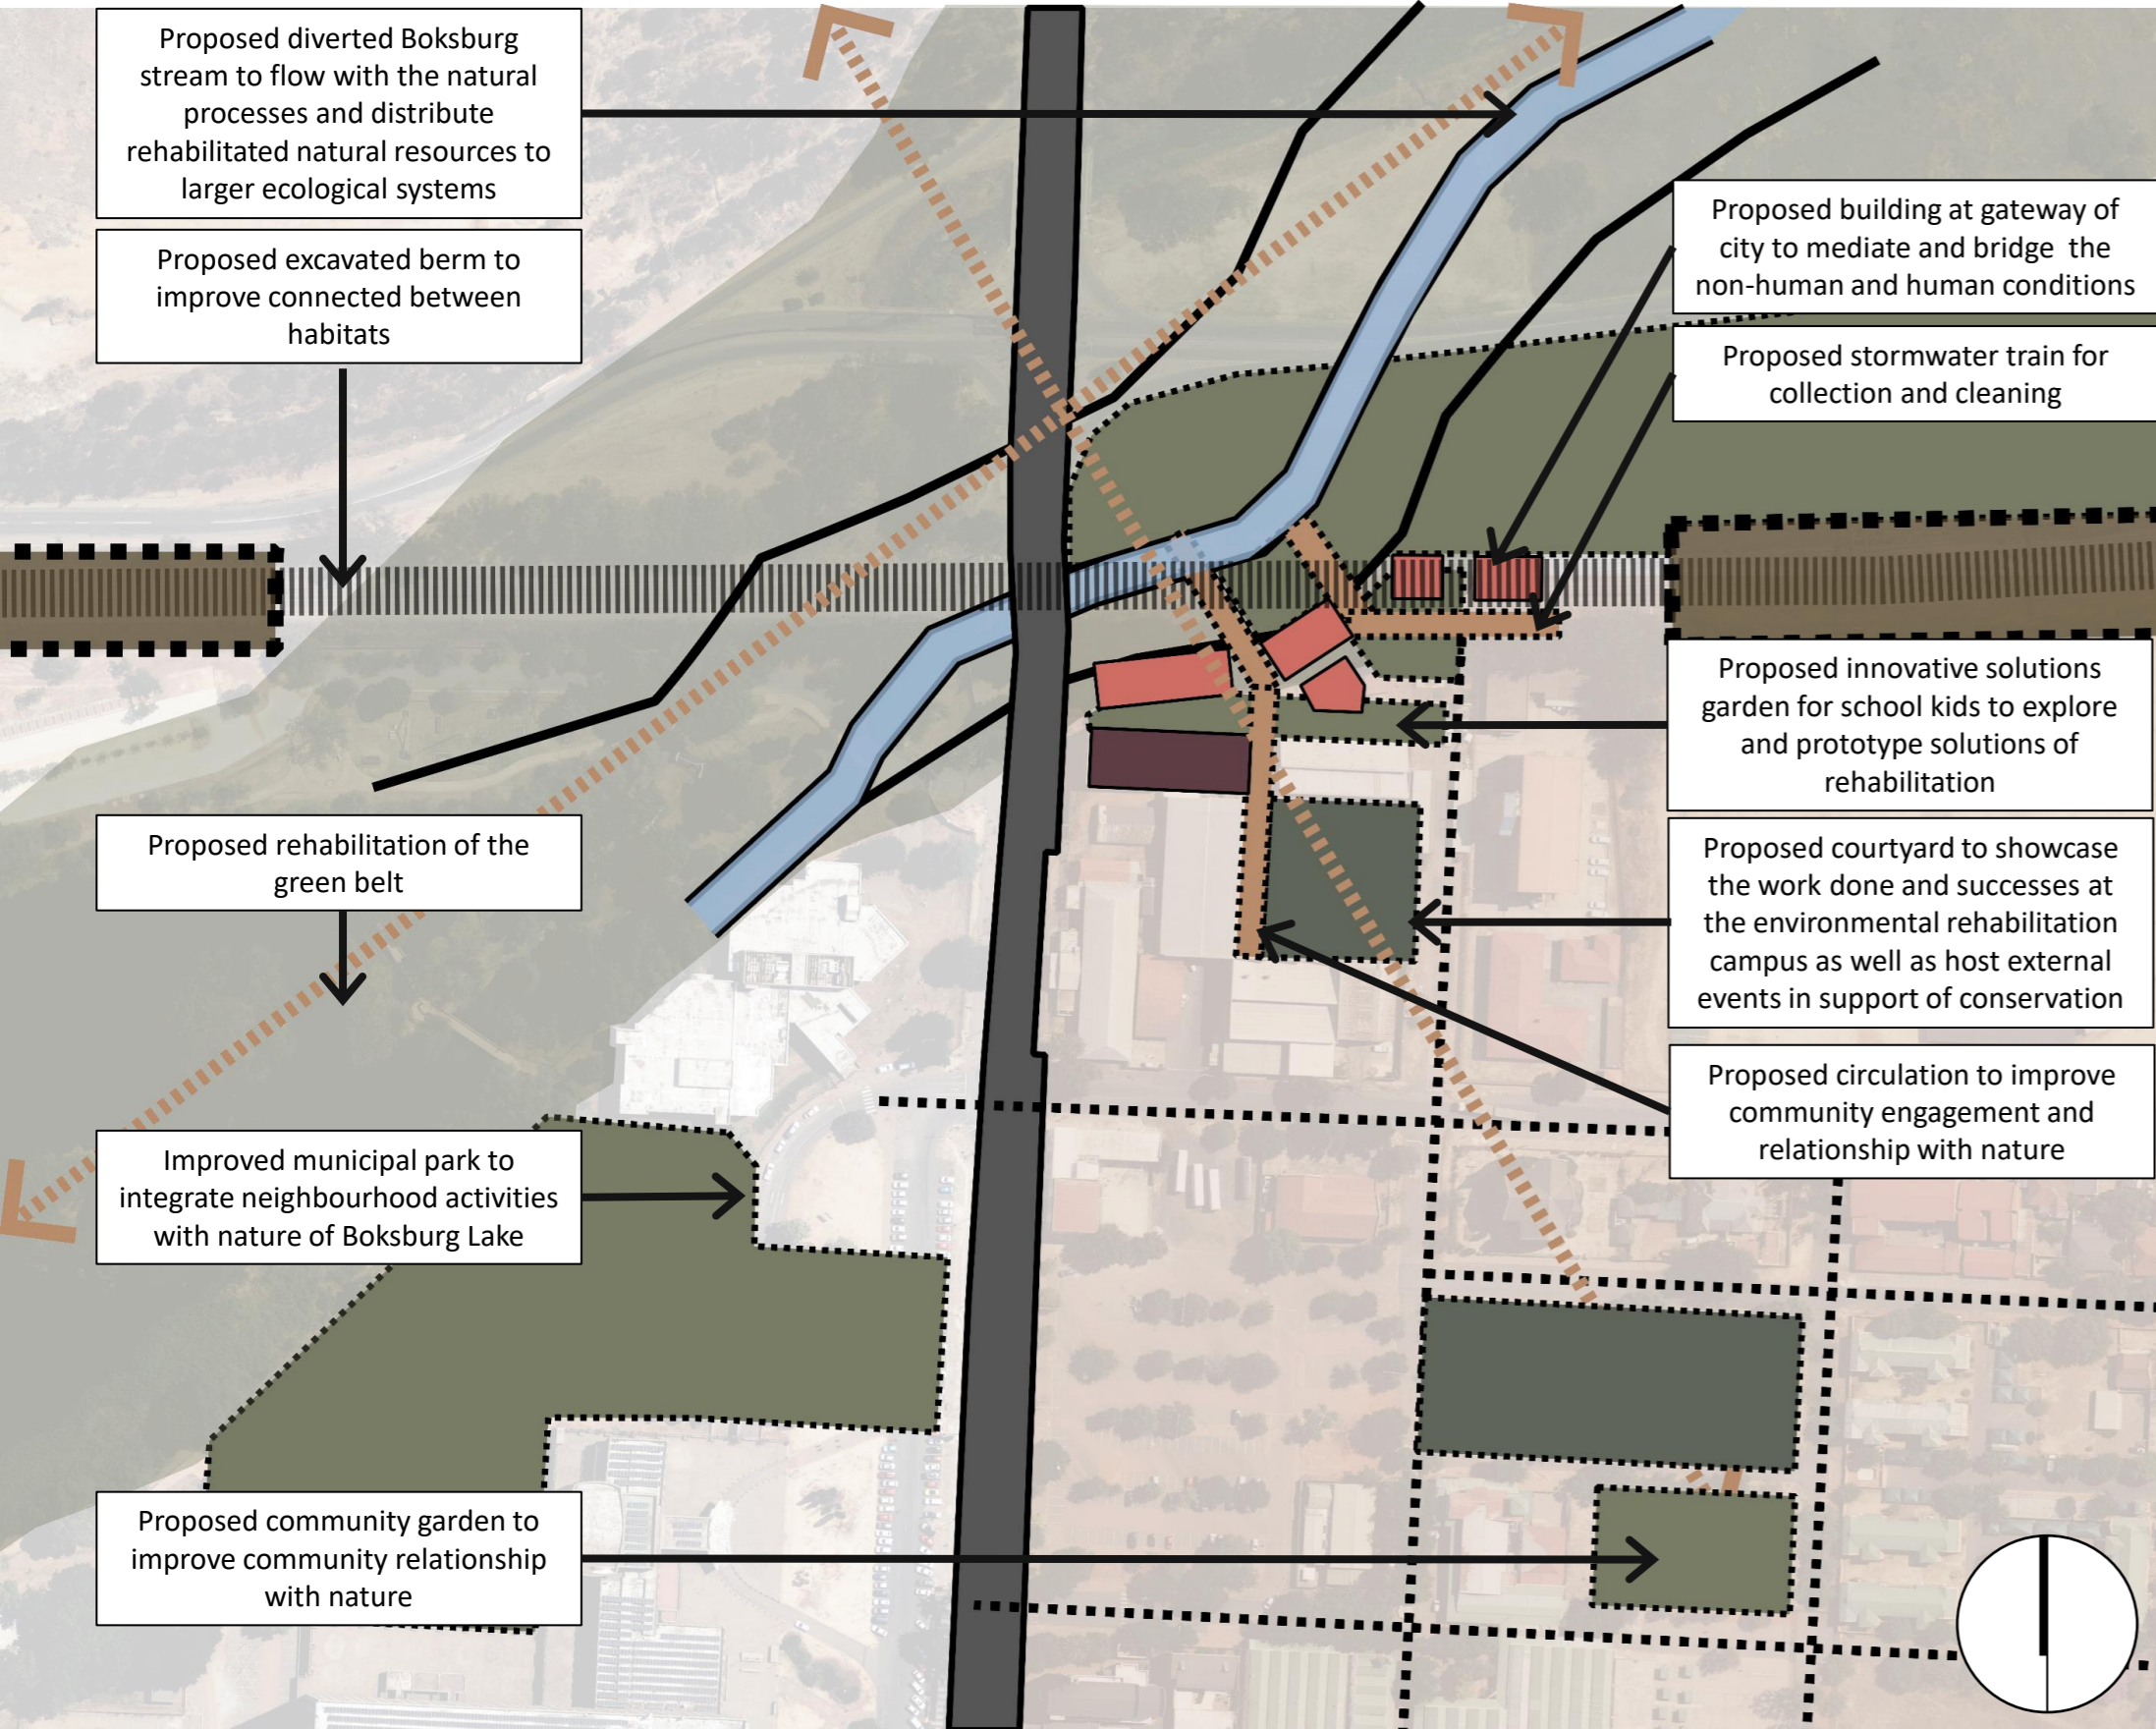 Proposed diverted Boksburg
stream to flow with the natural
processes and distribute
rehabilitated natural resources to
larger ecological systems
Proposed excavated berm to
improve connected between
habitats
Proposed rehabilitation of the
green belt
Improved municipal park to
integrate neighbourhood activities
with nature of Boksburg Lake
Proposed community garden to
improve community relationship
with nature
Proposed building at gateway of
city to mediate and bridge the
non-human and human conditions
Proposed stormwater train for
collection and cleaning
Proposed innovative solutions
garden for school kids to explore
and prototype solutions of
rehabilitation
Proposed courtyard to showcase
the work done and successes at
the environmental rehabilitation
campus as well as host external
events in support of conservation
Proposed circulation to improve
community engagement and
relationship with nature